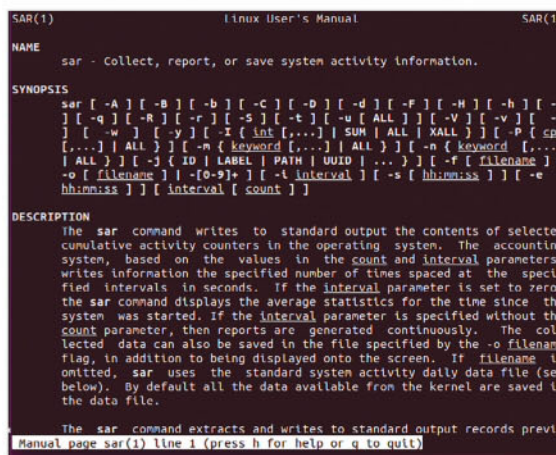 SAR(1) Linux User's Manual SAR(1
NAME
sar - Collect, report, or save system activity information.
SYNOPSIS
sar [ -A ] [ -B ] [ -b ] [ -C ] [ -D ] [ -d ] [ -F ] [ -H ] [ -h ] [ -
] [ -q ] [ -R ] [ -r ] [ -S ] [ -t ] [ -u [ ALL ] ] [ -V ] [ -v ] [ -
] [ -w ] [ -y ] [ -I { int [,...] | SUM | ALL | XALL } ] [ -P { cp
[,...] | ALL } ] [ -m { keyword [,...] | ALL } ] [ -n { keyword [,...
| ALL } ] [ -j { ID | LABEL | PATH | UUID | ... } ] [ -f [ filename ]
-o [ filename ] | -[0-9]+ ] [ -i interval ] [ -s [ hh:mm:ss ] ] [ -e
hh:mm:ss ] ] [ interval [ count ] ]
DESCRIPTION
The sar command writes to standard output the contents of selecte
cumulative activity counters in the operating system. The accountin
system, based on the values in the count and interval parameters
writes information the specified number of times spaced at the speci
fied intervals in seconds. If the interval parameter is set to zero
the sar command displays the average statistics for the time since th
system was started. If the interval parameter is specified without th
count parameter, then reports are generated continuously. The col
lected data can also be saved in the file specified by the -o filenam
flag, in addition to being displayed onto the screen. If filename i
omitted, sar uses the standard system activity daily data file (se
below). By default all the data available from the kernel are saved i
the data file.
The sar command extracts and writes to standard output records previ
Manual page sar(1) line 1 (press h for help or q to quit)